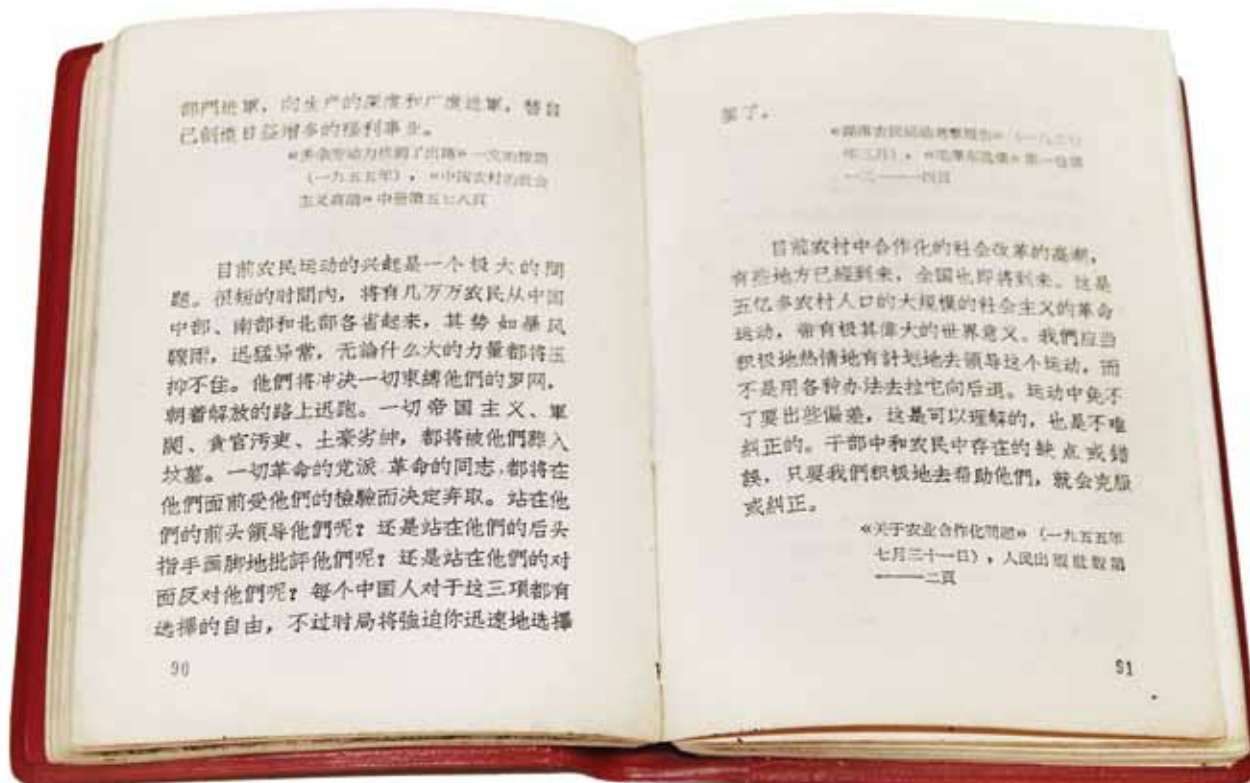 部門进軍，向生产的深度和广度进軍，替自
己創造日益增多的福利事业。
«多余劳动力找到了出路»一文的按語
（一九五五年），«中国农村的社会
主义高潮»中册第五七八頁
目前农民运动的兴起是一个极大的問
題。很短的时間內，将有几万万农民从中国
中部、南部和北部各省起来，其势如暴风
驟雨，迅猛异常，无論什么大的力量都将压
抑不住。他們将冲决一切束縛他們的罗网，
朝着解放的路上迅跑。一切帝国主义、軍
閥、貪官污吏、土豪劣紳，都将被他們葬入
坟墓。一切革命的党派、革命的同志，都将在
他們面前受他們的檢驗而决定弃取。站在他
們的前头領导他們呢？还是站在他們的后头
指手画脚地批評他們呢？还是站在他們的对
面反对他們呢？每个中国人对于这三項都有
选擇的自由，不过时局将強迫你迅速地选擇
90
罢了。
«湖南农民运动考察报告»（一九二七
年三月），«毛澤东选集»第一卷第
一三——一四頁
目前农村中合作化的社会改革的高潮，
有些地方已經到来，全国也即将到来。这是
五亿多农村人口的大規模的社会主义的革命
运动，带有极其偉大的世界意义。我們应当
积极地热情地有計划地去領导这个运动，而
不是用各种办法去拉它向后退。运动中免不
了要出些偏差，这是可以理解的，也是不难
糾正的。干部中和农民中存在的缺点或錯
誤，只要我們积极地去帮助他們，就会克服
或糾正。
«关于农业合作化問題»（一九五五年
七月三十一日），人民出版社版第
一——二頁
91